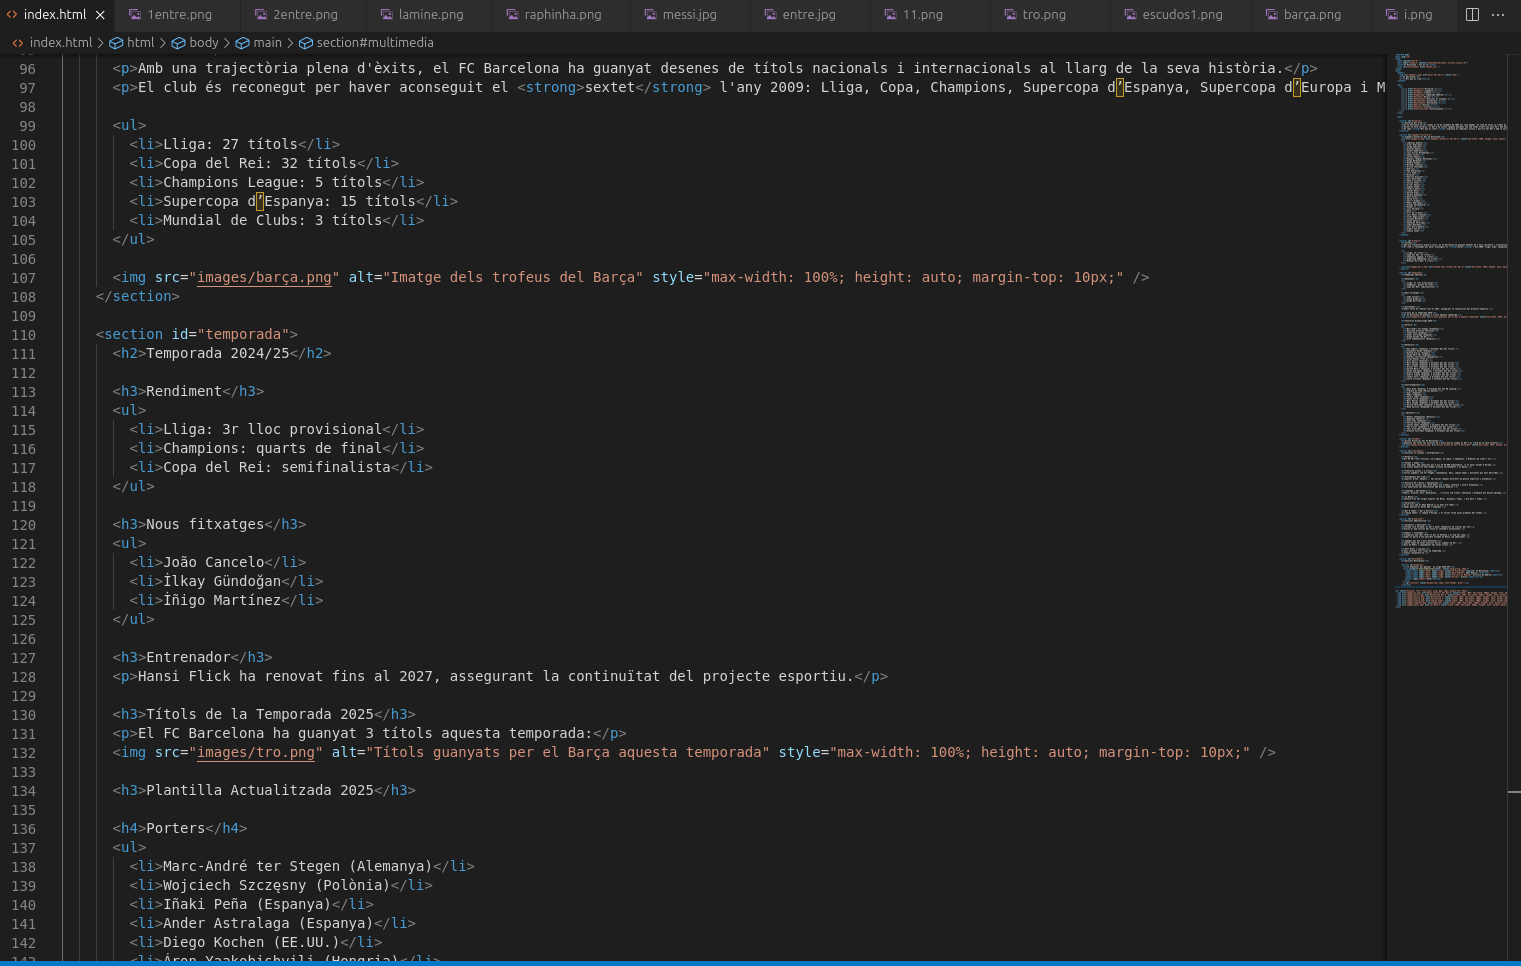 index.html
1entre.png
2entre.png
lamine.png
raphinha.png
messi.jpg
entre.jpg
11.png
tro.png
escudos1.png
barça.png
i.png
index.html > html > body > main > section#multimedia
96 <p>Amb una trajectòria plena d'èxits, el FC Barcelona ha guanyat desenes de títols nacionals i internacionals al llarg de la seva història.</p>
97 <p>El club és reconegut per haver aconseguit el <strong>sextet</strong> l'any 2009: Lliga, Copa, Champions, Supercopa d’Espanya, Supercopa d’Europa i M
98
99 <ul>
100 <li>Lliga: 27 títols</li>
101 <li>Copa del Rei: 32 títols</li>
102 <li>Champions League: 5 títols</li>
103 <li>Supercopa d’Espanya: 15 títols</li>
104 <li>Mundial de Clubs: 3 títols</li>
105 </ul>
106
107 <img src="images/barça.png" alt="Imatge dels trofeus del Barça" style="max-width: 100%; height: auto; margin-top: 10px;" />
108 </section>
109
110 <section id="temporada">
111 <h2>Temporada 2024/25</h2>
112
113 <h3>Rendiment</h3>
114 <ul>
115 <li>Lliga: 3r lloc provisional</li>
116 <li>Champions: quarts de final</li>
117 <li>Copa del Rei: semifinalista</li>
118 </ul>
119
120 <h3>Nous fitxatges</h3>
121 <ul>
122 <li>João Cancelo</li>
123 <li>İlkay Gündoğan</li>
124 <li>İñigo Martínez</li>
125 </ul>
126
127 <h3>Entrenador</h3>
128 <p>Hansi Flick ha renovat fins al 2027, assegurant la continuïtat del projecte esportiu.</p>
129
130 <h3>Títols de la Temporada 2025</h3>
131 <p>El FC Barcelona ha guanyat 3 títols aquesta temporada:</p>
132 <img src="images/tro.png" alt="Títols guanyats per el Barça aquesta temporada" style="max-width: 100%; height: auto; margin-top: 10px;" />
133
134 <h3>Plantilla Actualitzada 2025</h3>
135
136 <h4>Porters</h4>
137 <ul>
138 <li>Marc-André ter Stegen (Alemanya)</li>
139 <li>Wojciech Szczęsny (Polònia)</li>
140 <li>Iñaki Peña (Espanya)</li>
141 <li>Ander Astralaga (Espanya)</li>
142 <li>Diego Kochen (EE.UU.)</li>
143 <li>Áron Yaakobishvili (Hongria)</li>